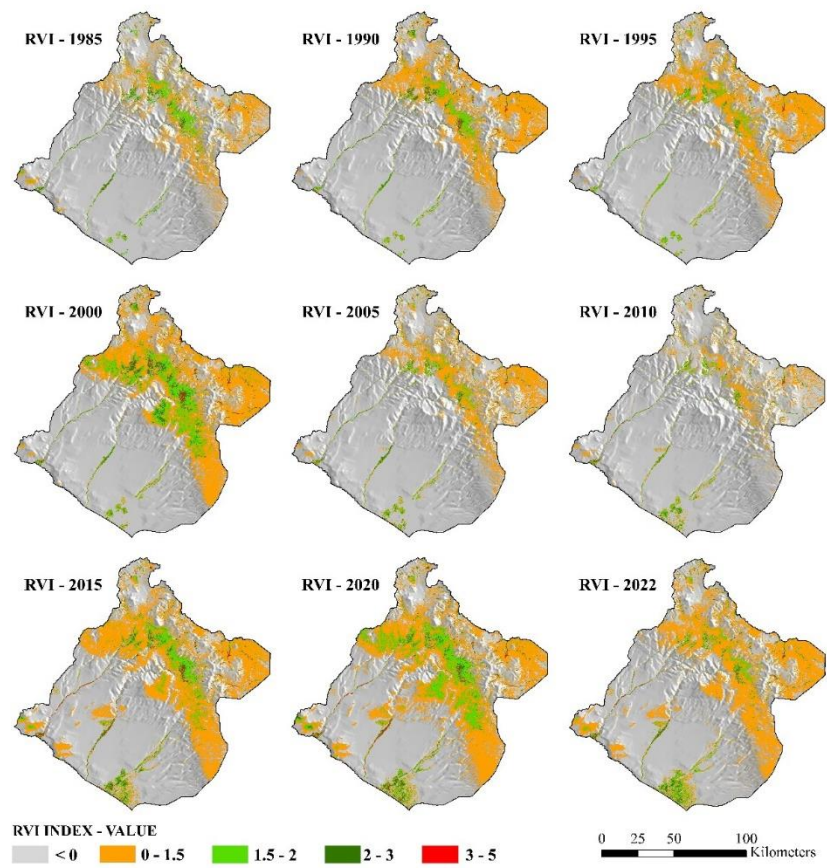 RVI - 1985
RVI - 1990
RVI - 1995
RVI - 2000
RVI - 2005
RVI - 2010
RVI - 2015
RVI - 2020
RVI - 2022
RVI INDEX - VALUE
< 0
0 - 1.5
1.5 - 2
2 - 3
3 - 5
0 25 50 100
Kilometers